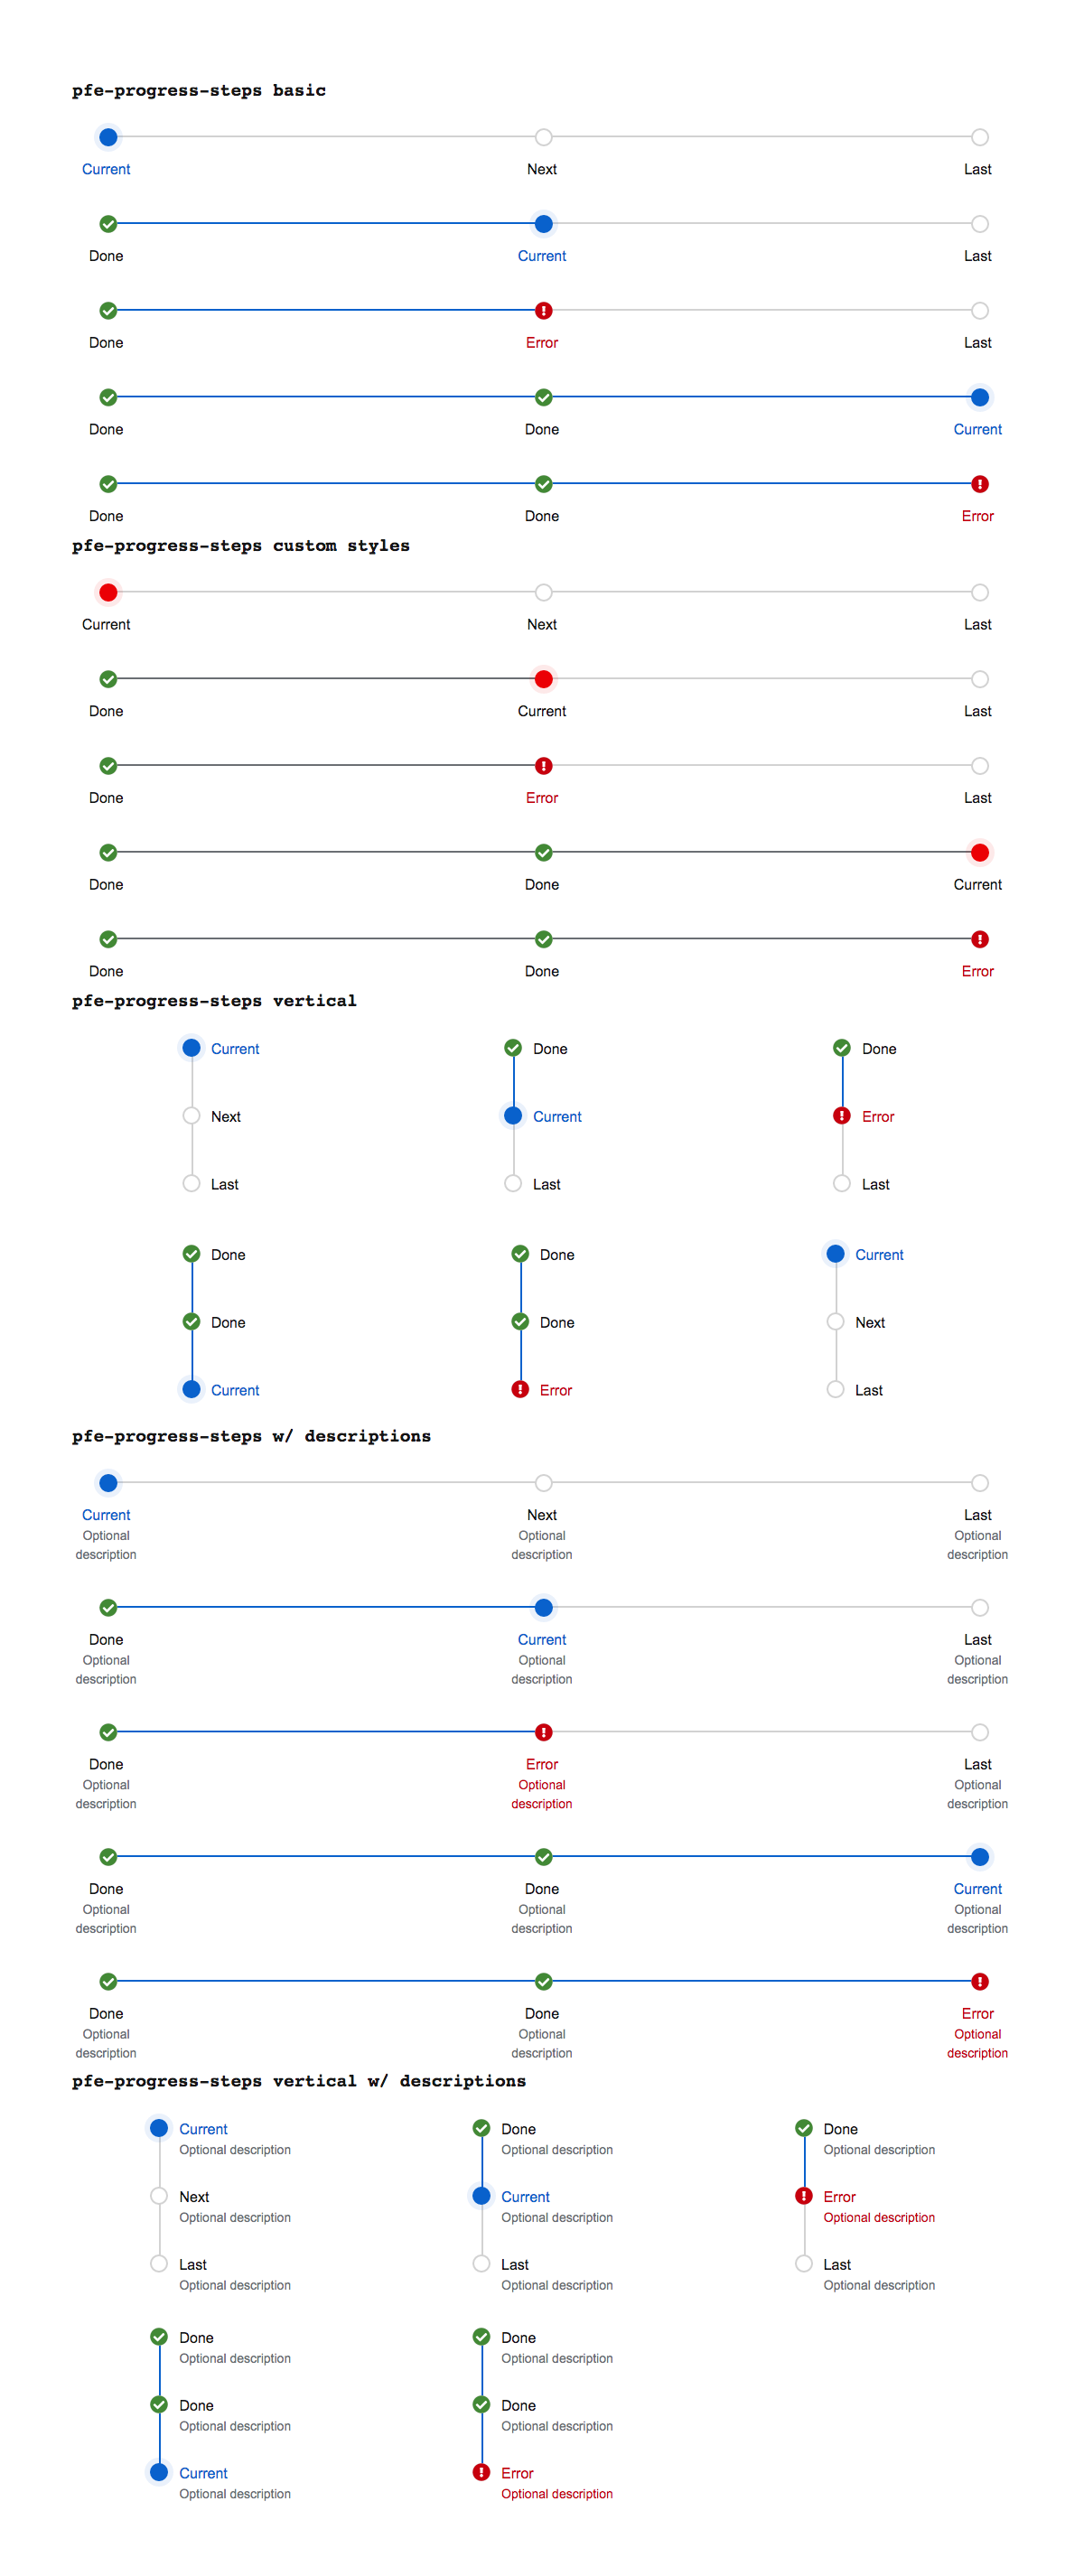 pfe-progress-steps basic
Current Next Last
Done Current Last
Done Error Last
Done Done Current
Done Done Error
pfe-progress-steps custom styles
Current Next Last
Done Current Last
Done Error Last
Done Done Current
Done Done Error
pfe-progress-steps vertical
Current Done Done
Next Current Error
Last Last Last
Done Done Current
Done Done Next
Current Error Last
pfe-progress-steps w/ descriptions
Current Next Last
Optional Optional Optional
description description description
Done Current Last
Optional Optional Optional
description description description
Done Error Last
Optional Optional Optional
description description description
Done Done Current
Optional Optional Optional
description description description
Done Done Error
Optional Optional Optional
description description description
pfe-progress-steps vertical w/ descriptions
Current Done Done
Optional description Optional description Optional description
Next Current Error
Optional description Optional description Optional description
Last Last Last
Optional description Optional description Optional description
Done Done
Optional description Optional description
Done Done
Optional description Optional description
Current Error
Optional description Optional description